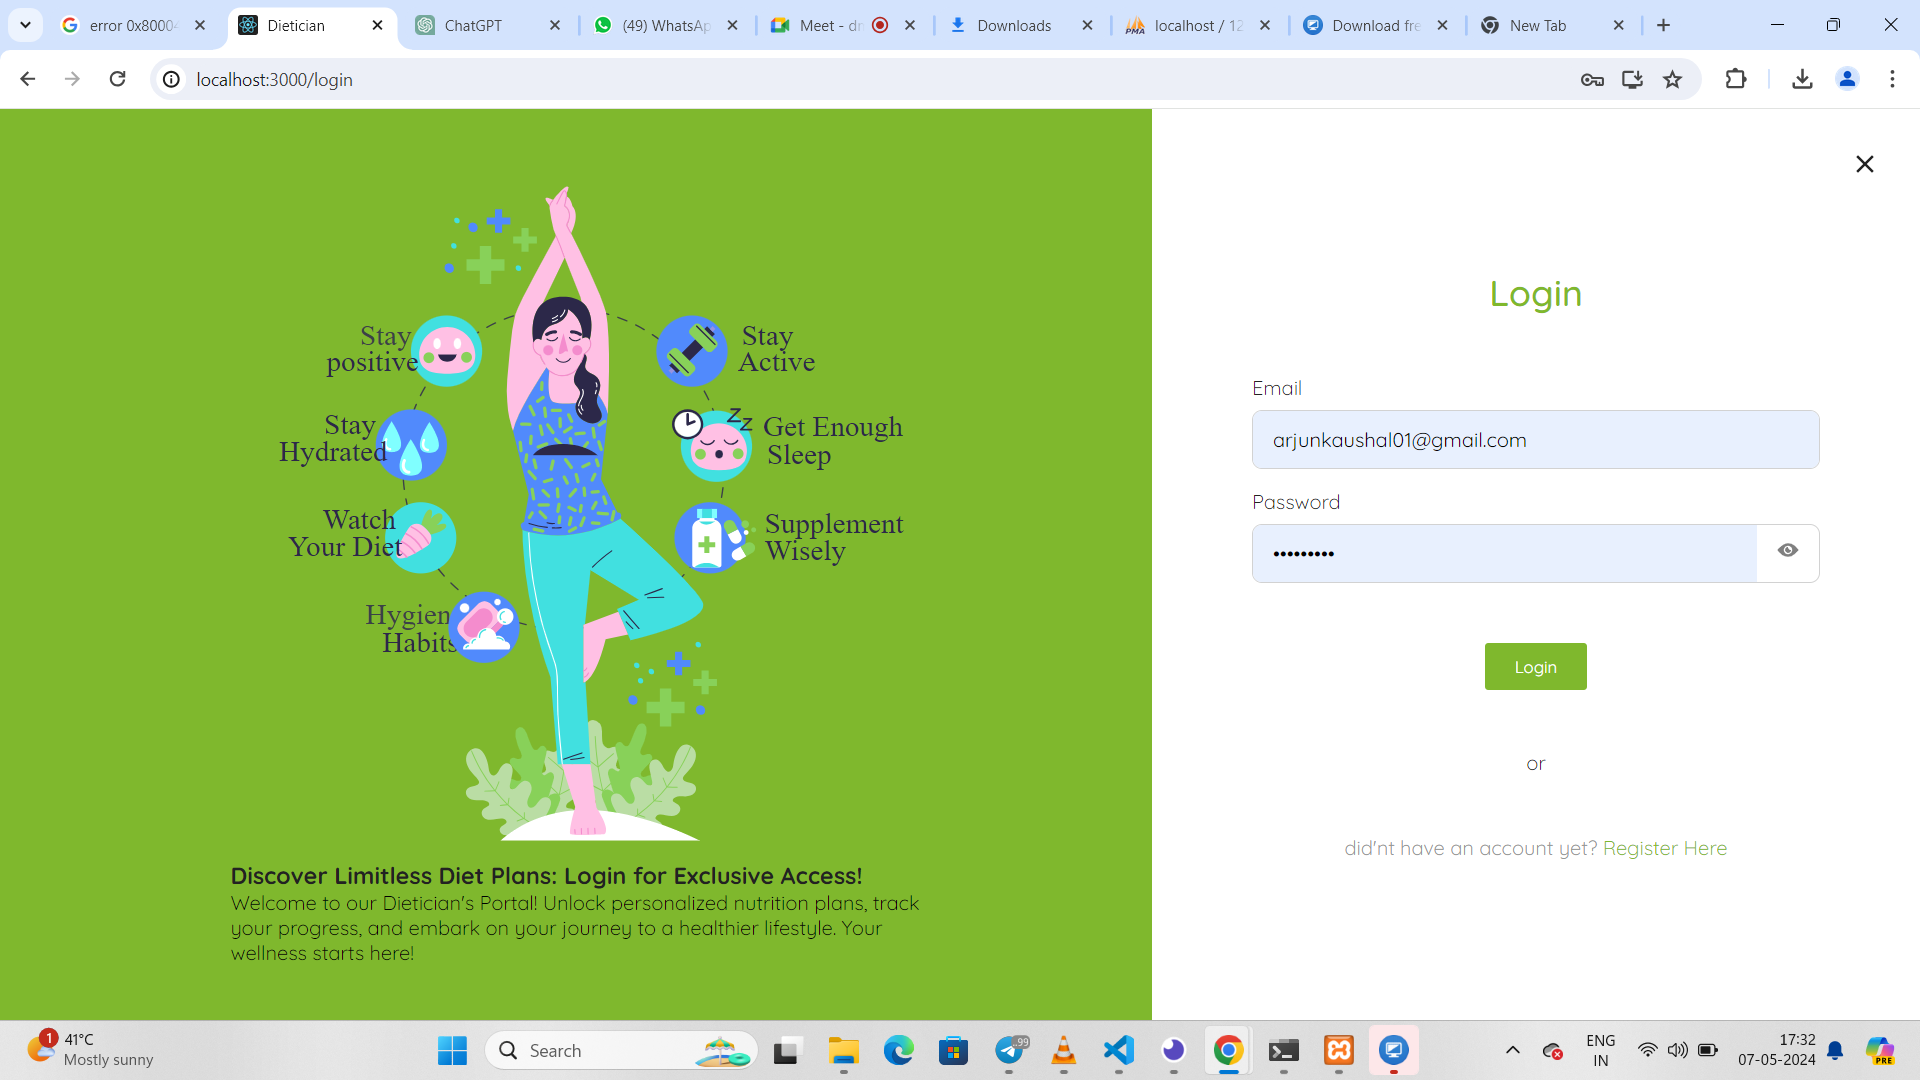 error 0x80004
Dietician
ChatGPT
(49) WhatsAp
Meet - dn
Downloads
localhost / 12
Download fre
New Tab
localhost:3000/login
Stay
positive
Stay
Hydrated
Watch
Your Diet
Hygien
Habits
Stay
Active
Get Enough
Sleep
Supplement
Wisely
Discover Limitless Diet Plans: Login for Exclusive Access!
Welcome to our Dietician's Portal! Unlock personalized nutrition plans, track
your progress, and embark on your journey to a healthier lifestyle. Your
wellness starts here!
Login
Email
arjunkaushal01@gmail.com
Password
•••••••••
Login
or
did'nt have an account yet? Register Here
1
41°C
Mostly sunny
Search
..99
ENG
IN
17:32
07-05-2024
PRE